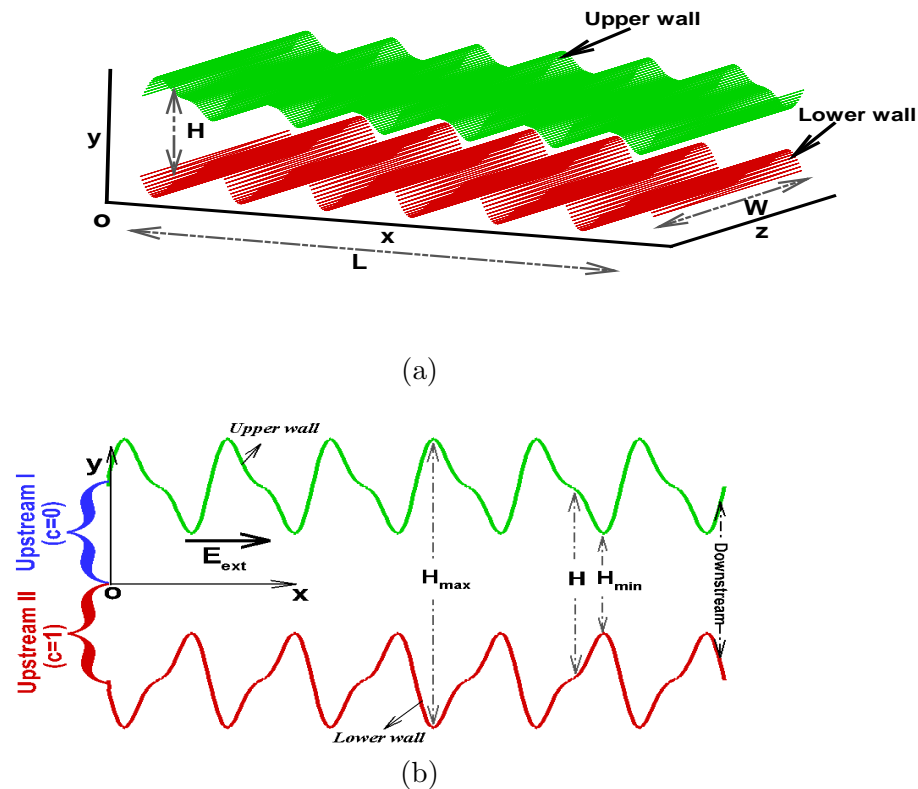 Upper wall
Lower wall
y
H
W
O
x
z
L
(a)
Upper wall
y
Upstream I
(c=0)
E_ext
O
x
H_max
H
H_min
Downstream
Upstream II
(c=1)
Lower wall
(b)